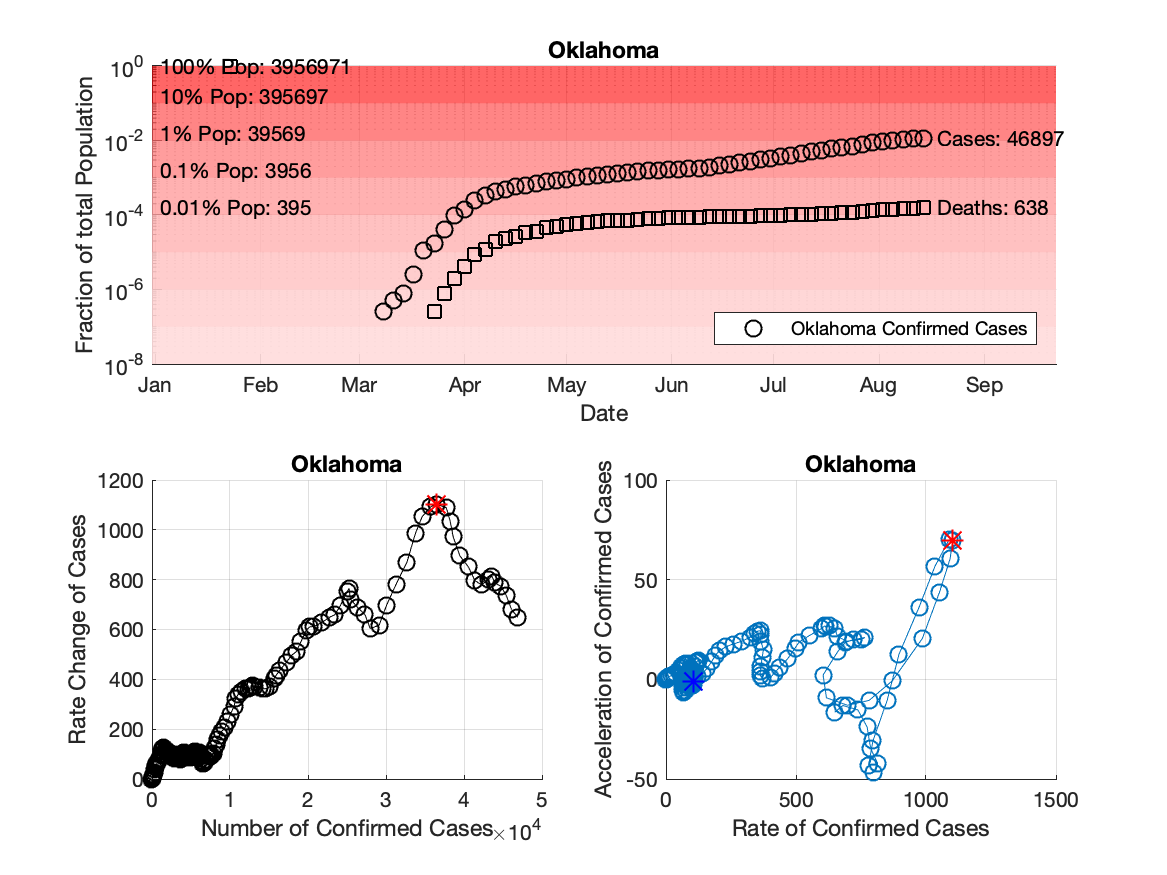 Oklahoma
10^0
10^-2
10^-4
10^-6
10^-8
Fraction of total Population
100% Pop: 3956971
10% Pop: 395697
1% Pop: 39569
0.1% Pop: 3956
0.01% Pop: 395
Cases: 46897
Deaths: 638
Oklahoma Confirmed Cases
Jan Feb Mar Apr May Jun Jul Aug Sep
Date
Oklahoma
1200
1000
800
600
400
200
0
Rate Change of Cases
0 1 2 3 4 5
Number of Confirmed Cases
×10^4
Oklahoma
100
50
0
-50
Acceleration of Confirmed Cases
0 500 1000 1500
Rate of Confirmed Cases